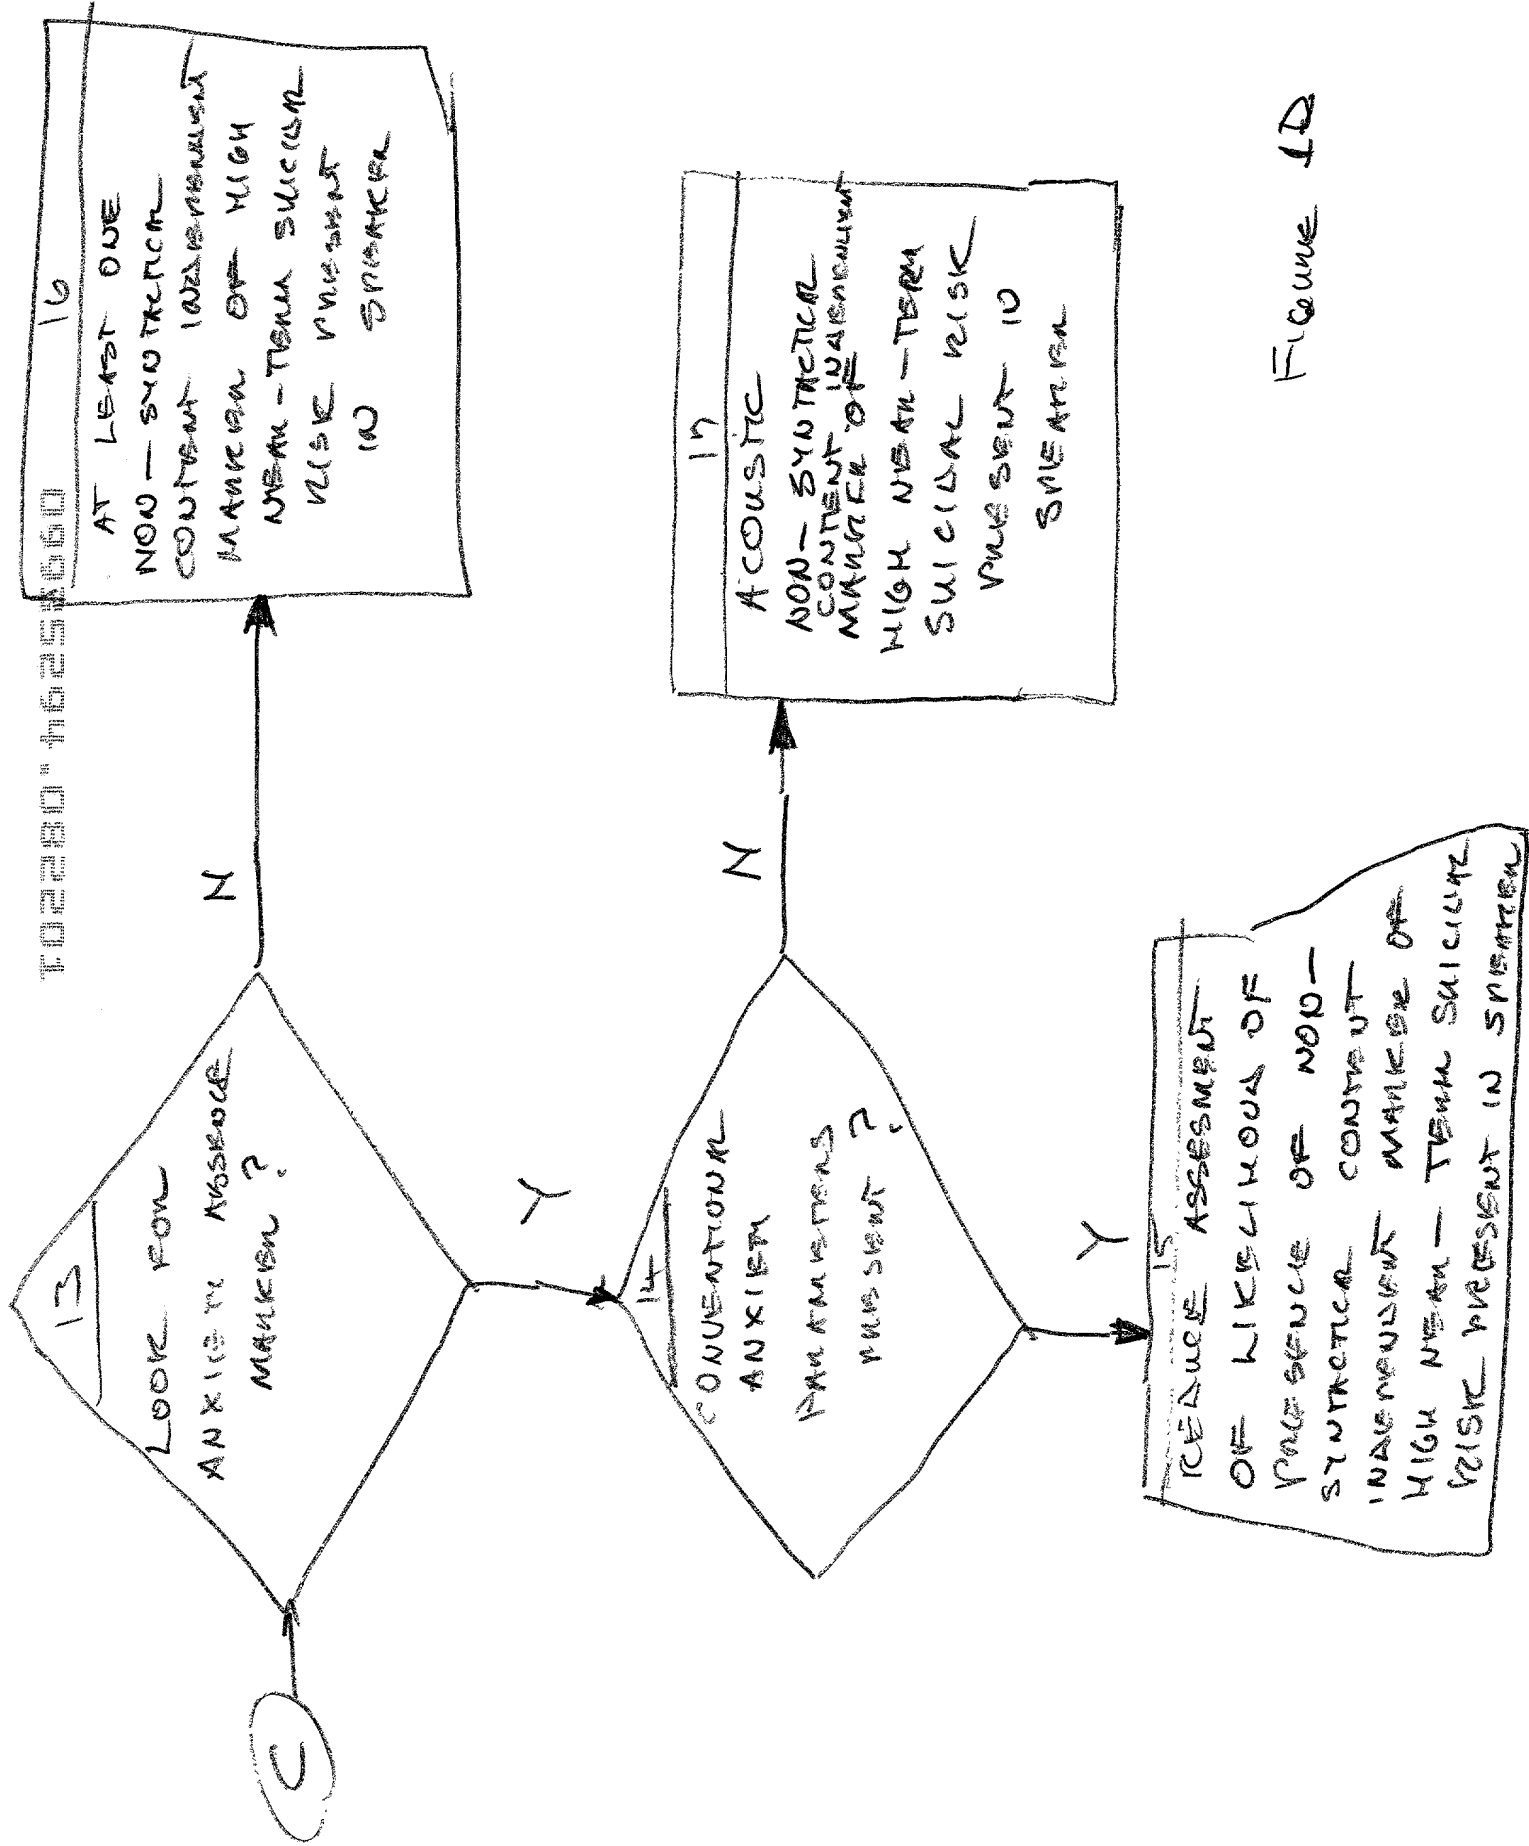 C
13
LOOK FOR
ANXIETY ABSENCE
MARKER ?
N
16
AT LEAST ONE
NON-SYNTACTICAL
CONTENT INDEPENDENT
MARKER OF HIGH
NEAR-TERM SUICIDAL
RISK PRESENT
IN SPEAKER
Y
14
CONVENTIONAL
ANXIETY
PARAMETERS
PRESENT ?
N
17
ACOUSTIC
NON-SYNTACTICAL
CONTENT INDEPENDENT
MARKER OF
HIGH NEAR-TERM
SUICIDAL RISK
PRESENT IN
SPEAKER
Y
15
REDUCE ASSESMENT
OF LIKELIHOOD OF
PRESENCE OF NON-
SYNTACTICAL CONTENT
INDEPENDENT MARKER OF
HIGH NEAR-TERM SUICIDAL
RISK PRESENT IN SPEAKER
FIGURE 1D